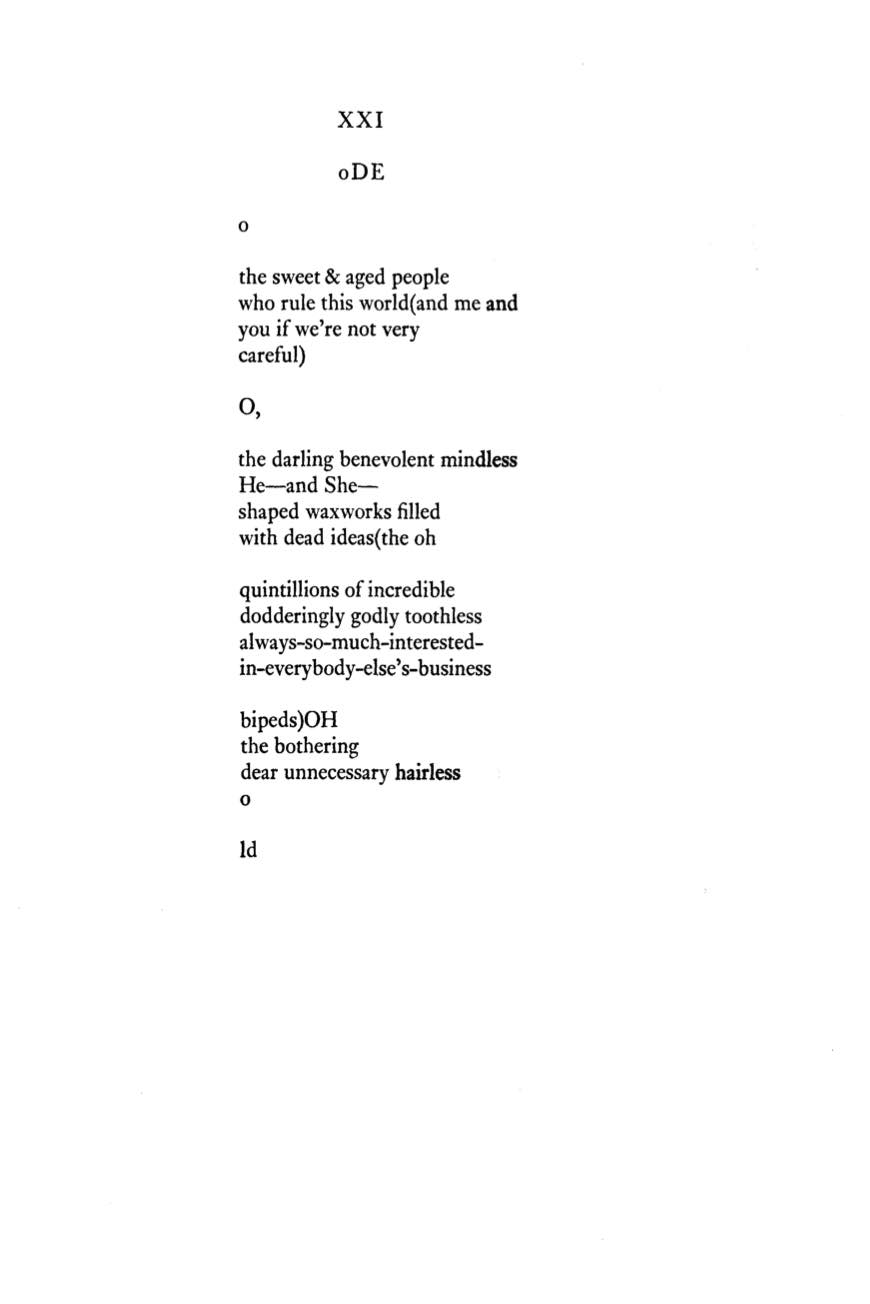 XXI
oDE
o
the sweet & aged people
who rule this world(and me and
you if we're not very
careful)
O,
the darling benevolent mindless
He—and She—
shaped waxworks filled
with dead ideas(the oh
quintillions of incredible
dodderingly godly toothless
always-so-much-interested-
in-everybody-else's-business
bipeds)OH
the bothering
dear unnecessary hairless
o
ld